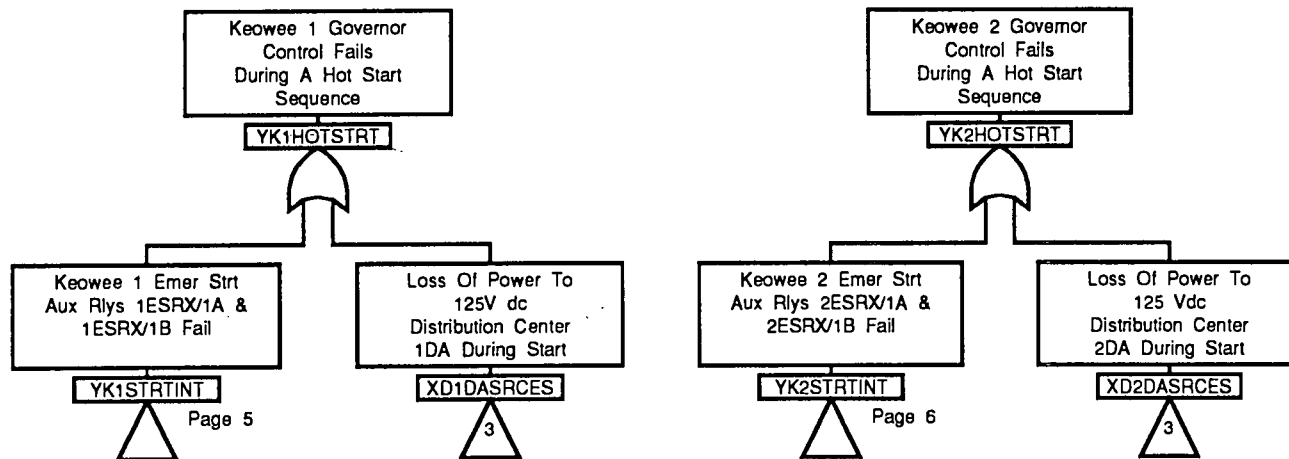 Keowee 1 Governor
Control Fails
During A Hot Start
Sequence
YK1HOTSTRT
Keowee 1 Emer Strt
Aux Rlys 1ESRX/1A &
1ESRX/1B Fail
YK1STRTINT
Page 5
Loss Of Power To
125V dc
Distribution Center
1DA During Start
XD1DASRCES
3
Keowee 2 Governor
Control Fails
During A Hot Start
Sequence
YK2HOTSTRT
Keowee 2 Emer Strt
Aux Rlys 2ESRX/1A &
2ESRX/1B Fail
YK2STRTINT
Page 6
Loss Of Power To
125 Vdc
Distribution Center
2DA During Start
XD2DASRCES
3